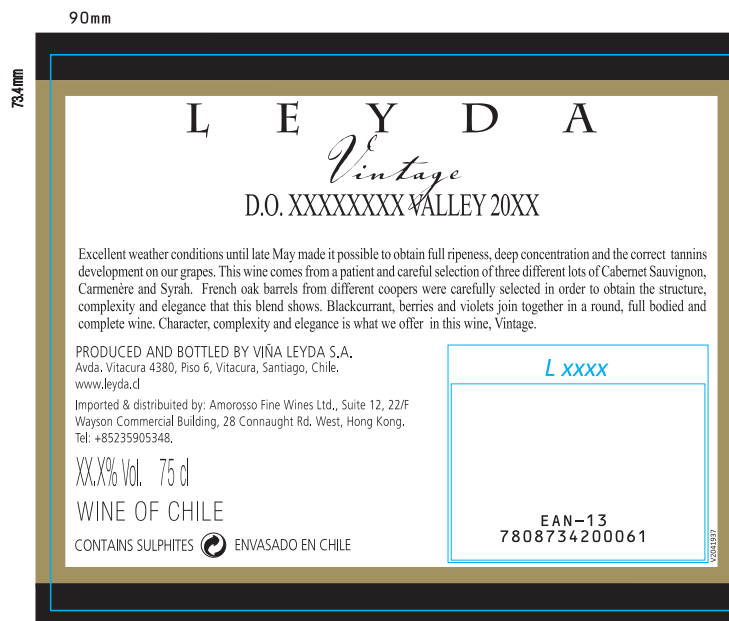 90mm
73.4mm
L E Y D A
Vintage
D.O. XXXXXXXX VALLEY 20XX
Excellent weather conditions until late May made it possible to obtain full ripeness, deep concentration and the correct tannins
development on our grapes. This wine comes from a patient and careful selection of three different lots of Cabernet Sauvignon,
Carmenère and Syrah. French oak barrels from different coopers were carefully selected in order to obtain the structure,
complexity and elegance that this blend shows. Blackcurrant, berries and violets join together in a round, full bodied and
complete wine. Character, complexity and elegance is what we offer in this wine, Vintage.
PRODUCED AND BOTTLED BY VIÑA LEYDA S.A.
Avda. Vitacura 4380, Piso 6, Vitacura, Santiago, Chile.
www.leyda.cl
Imported & distributed by: Amorosso Fine Wines Ltd., Suite 12, 22/F
Wayson Commercial Building, 28 Connaught Rd. West, Hong Kong.
Tel: +85235905348.
XX.X% Vol. 75 cl
WINE OF CHILE
CONTAINS SULPHITES ENVASADO EN CHILE
L xxxx
EAN-13
7808734200061
V2041937